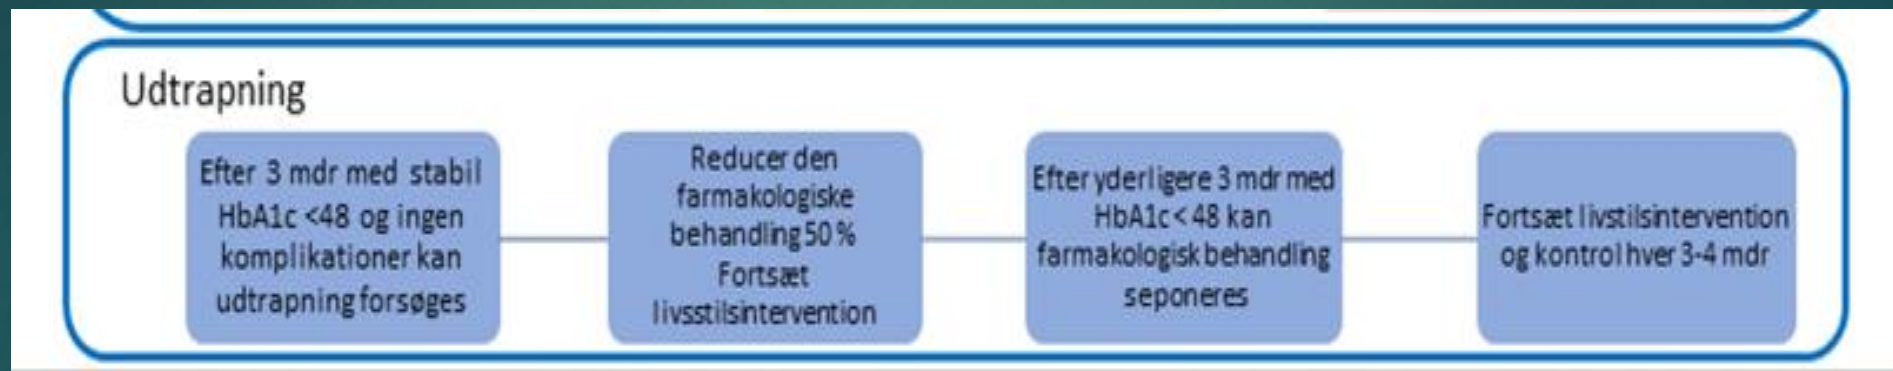 Udtrapning
Efter 3 mdr med stabil
HbA1c <48 og ingen
komplikationer kan
udtrapning forsøges
Reducer den
farmakologiske
behandling 50 %
Fortsæt
livsstilsintervention
Efter yderligere 3 mdr med
HbA1c < 48 kan
farmakologisk behandling
seponeres
Fortsæt livstilsintervention
og kontrol hver 3-4 mdr